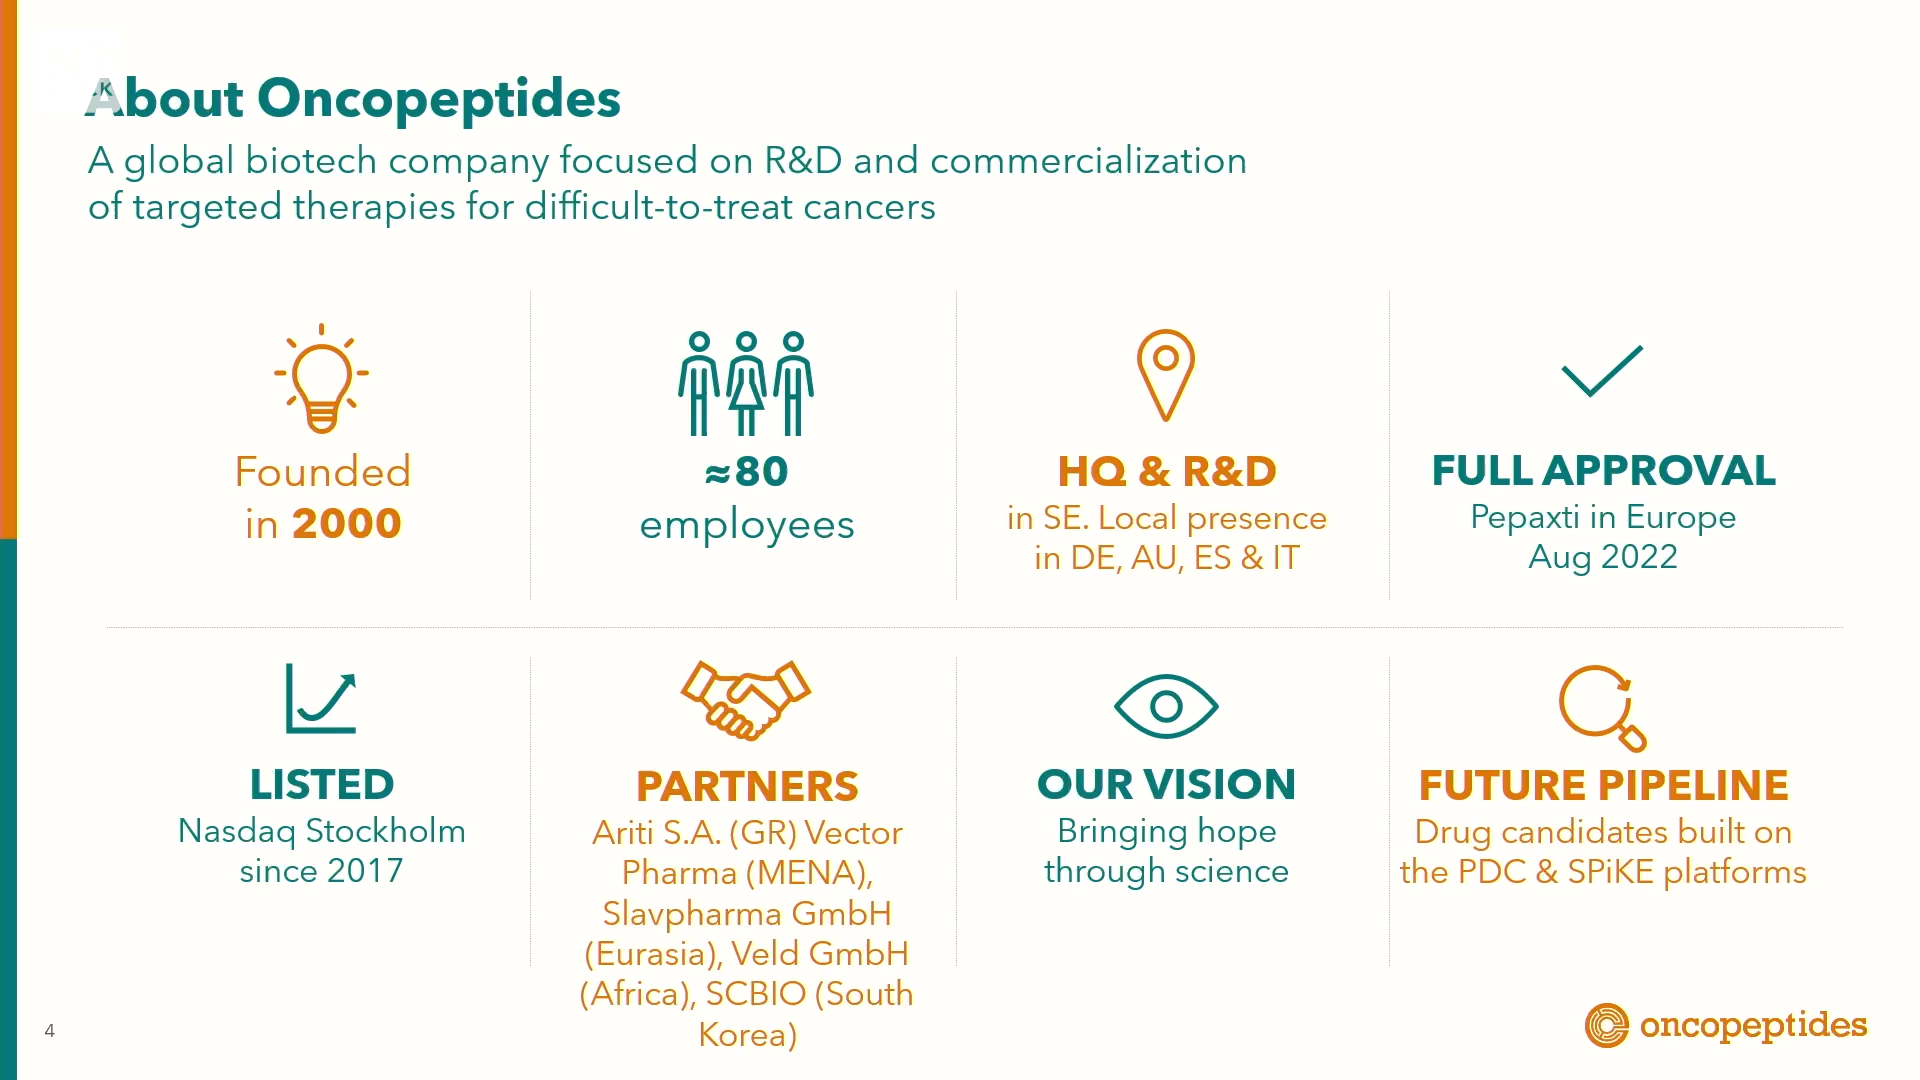 About Oncopeptides
A global biotech company focused on R&D and commercialization
of targeted therapies for difficult-to-treat cancers
Founded
in 2000
≈80
employees
HQ & R&D
in SE. Local presence
in DE, AU, ES & IT
FULL APPROVAL
Pepaxti in Europe
Aug 2022
LISTED
Nasdaq Stockholm
since 2017
PARTNERS
Ariti S.A. (GR) Vector
Pharma (MENA),
Slavpharma GmbH
(Eurasia), Veld GmbH
(Africa), SCBIO (South
Korea)
OUR VISION
Bringing hope
through science
FUTURE PIPELINE
Drug candidates built on
the PDC & SPiKE platforms
4
oncopeptides